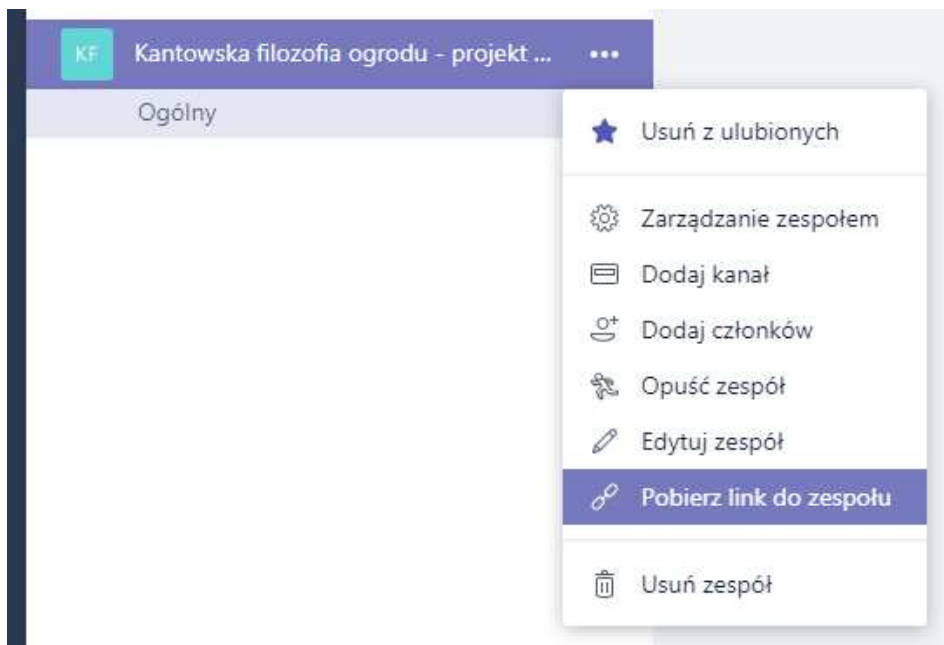 KF Kantowska filozofia ogrodu - projekt ... •••
Ogólny
Usuń z ulubionych
Zarządzanie zespołem
Dodaj kanał
Dodaj członków
Opuść zespół
Edytuj zespół
Pobierz link do zespołu
Usuń zespół